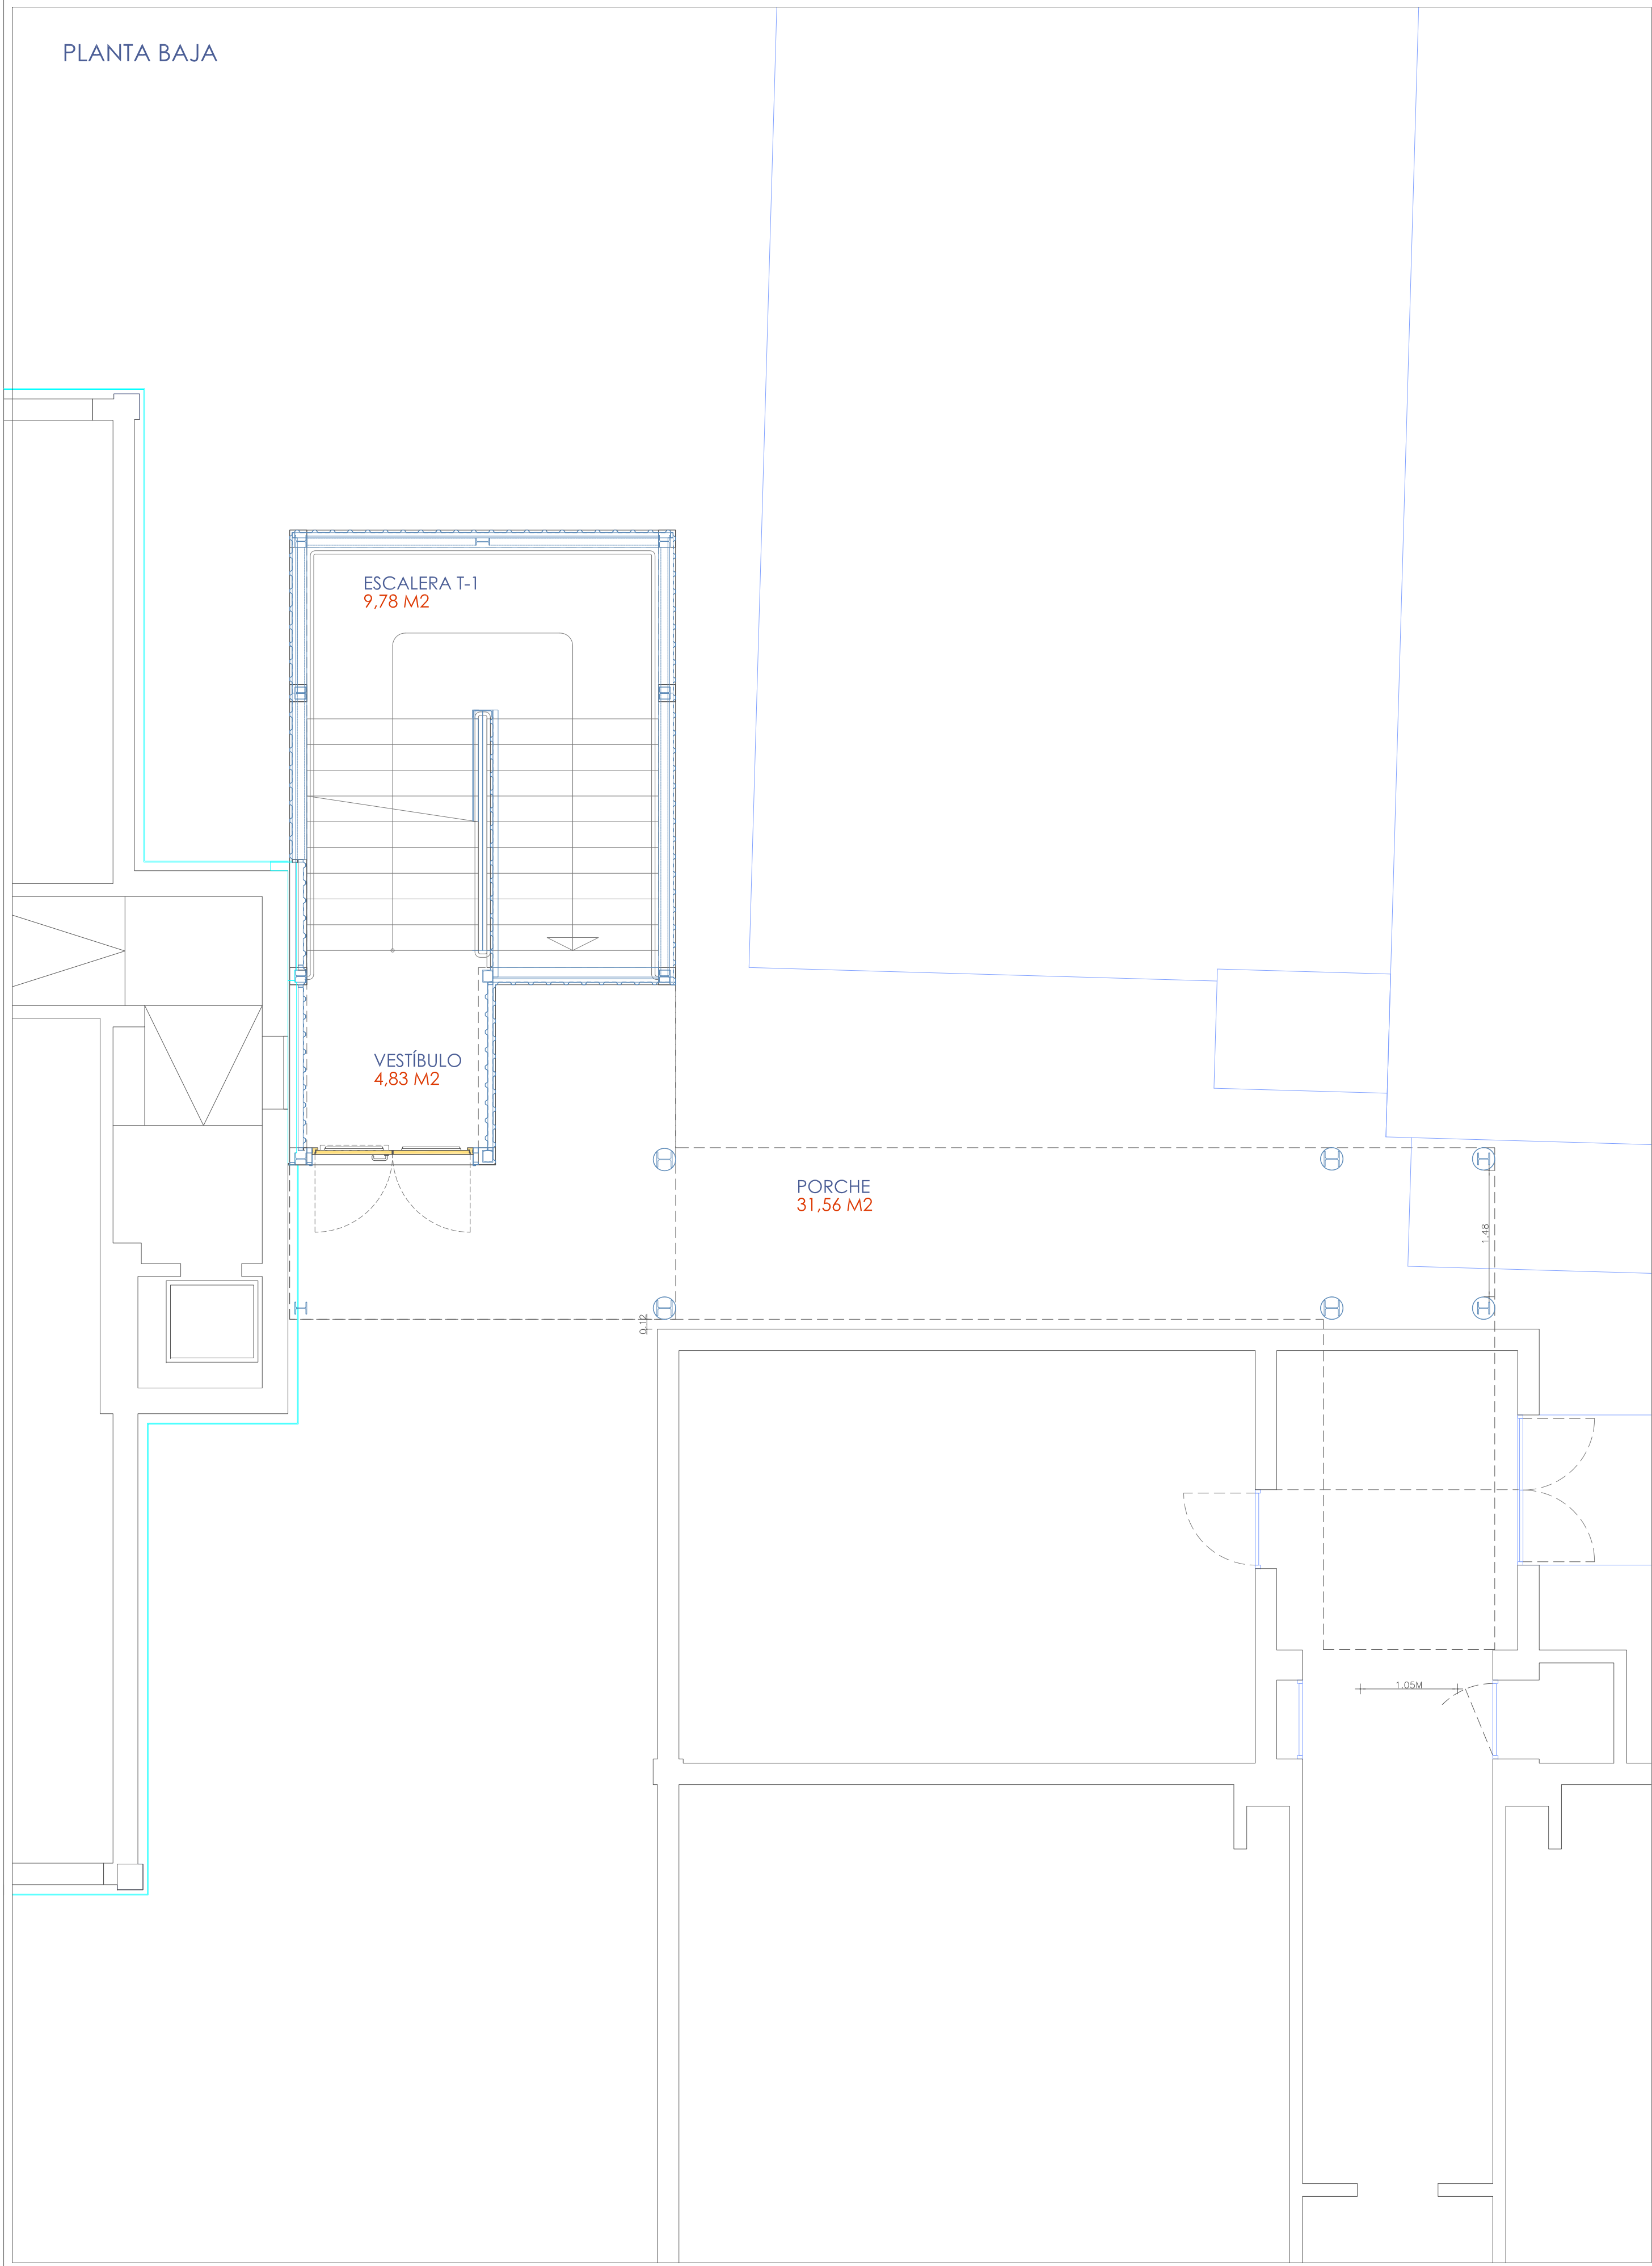 PLANTA BAJA
ESCALERA T-1
9,78 M2
VESTÍBULO
4,83 M2
PORCHE
31,56 M2
1,48
0,12
1,05M